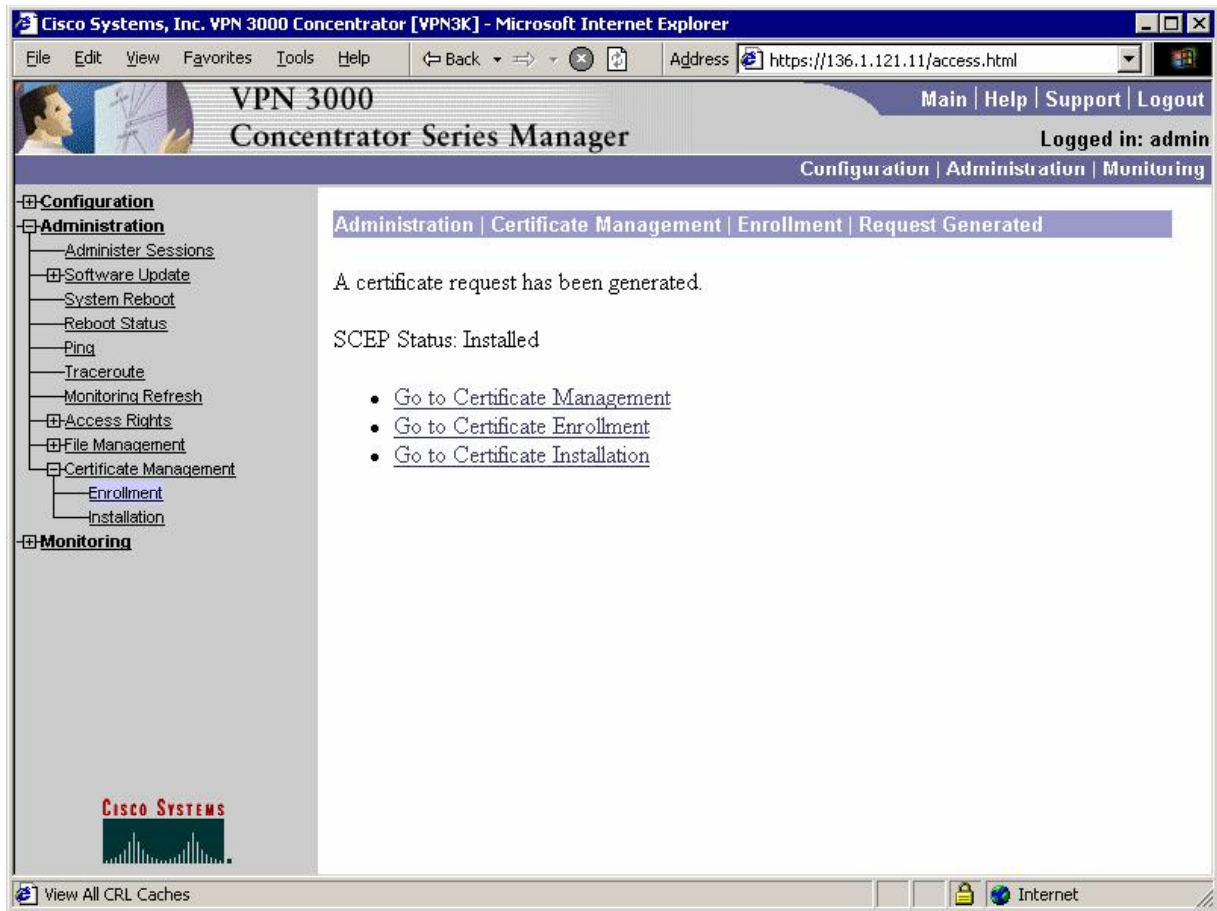 Cisco Systems, Inc. VPN 3000 Concentrator [VPN3K] - Microsoft Internet Explorer
File Edit View Favorites Tools Help Back Address https://136.1.121.11/access.html
VPN 3000
Concentrator Series Manager
Main | Help | Support | Logout
Logged in: admin
Configuration | Administration | Monitoring
Configuration
Administration
Administer Sessions
Software Update
System Reboot
Reboot Status
Ping
Traceroute
Monitoring Refresh
Access Rights
File Management
Certificate Management
Enrollment
Installation
Monitoring
Administration | Certificate Management | Enrollment | Request Generated
A certificate request has been generated.
SCEP Status: Installed
• Go to Certificate Management
• Go to Certificate Enrollment
• Go to Certificate Installation
CISCO SYSTEMS
View All CRL Caches
Internet